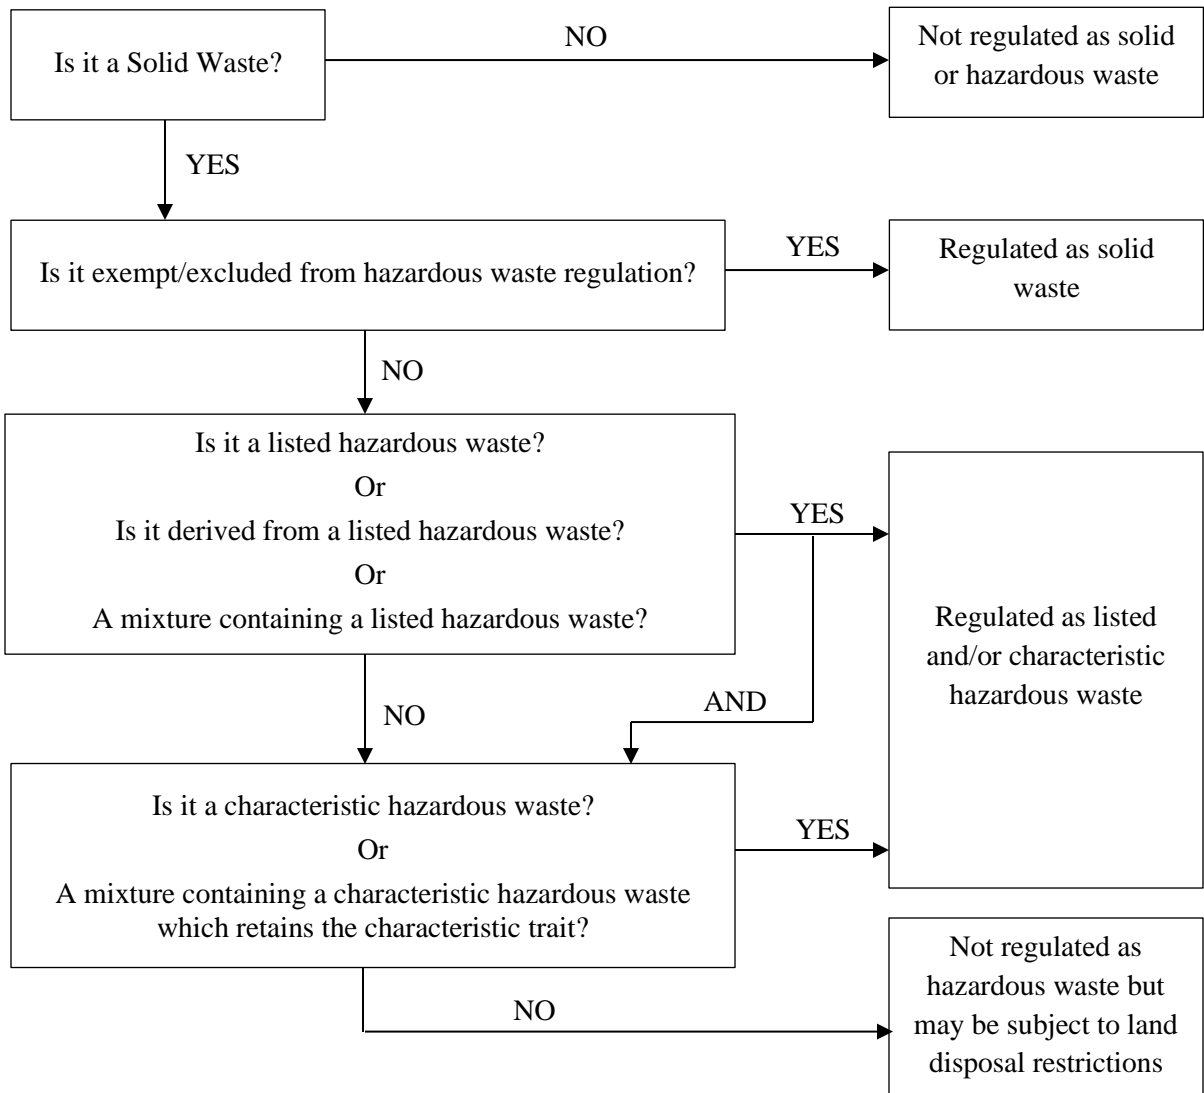 Is it a Solid Waste?
NO
Not regulated as solid
or hazardous waste
YES
Is it exempt/excluded from hazardous waste regulation?
YES
Regulated as solid
waste
NO
Is it a listed hazardous waste?
Or
Is it derived from a listed hazardous waste?
Or
A mixture containing a listed hazardous waste?
YES
Regulated as listed
and/or characteristic
hazardous waste
NO
AND
Is it a characteristic hazardous waste?
Or
A mixture containing a characteristic hazardous waste
which retains the characteristic trait?
YES
NO
Not regulated as
hazardous waste but
may be subject to land
disposal restrictions